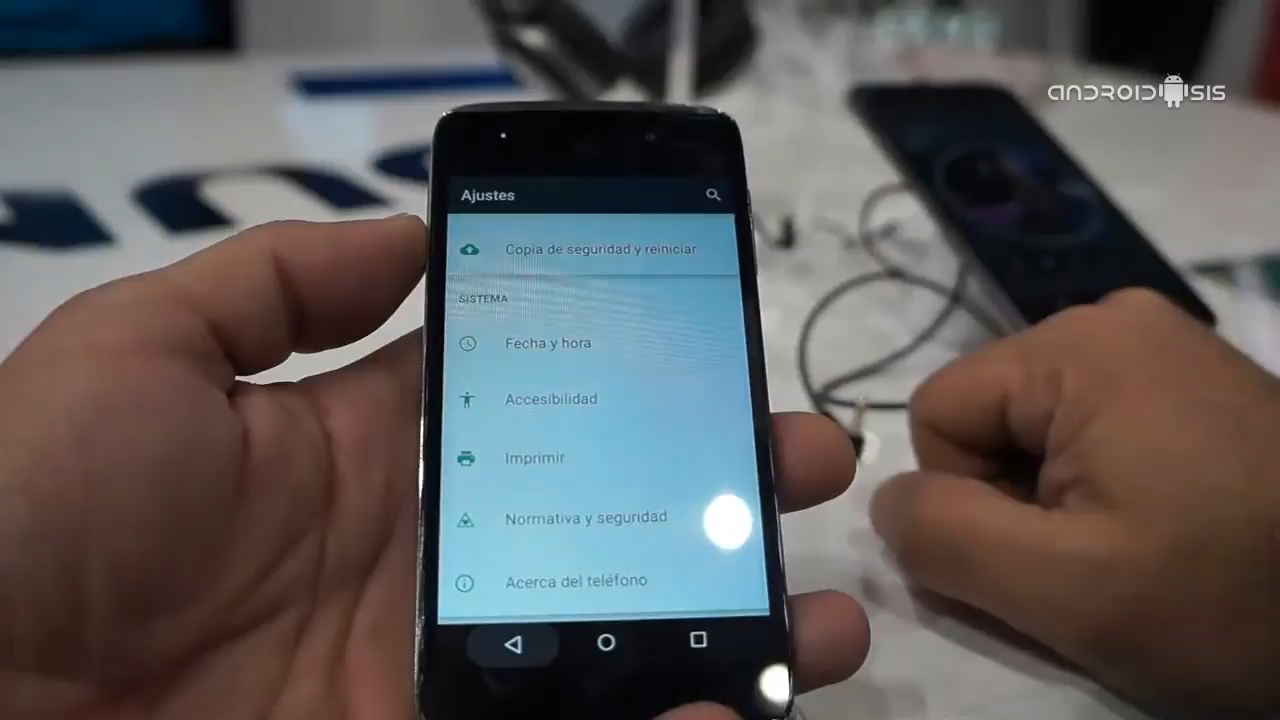 ANDROIDSIS
Ajustes
Copia de seguridad y reiniciar
SISTEMA
Fecha y hora
Accesibilidad
Imprimir
Normativa y seguridad
Acerca del teléfono